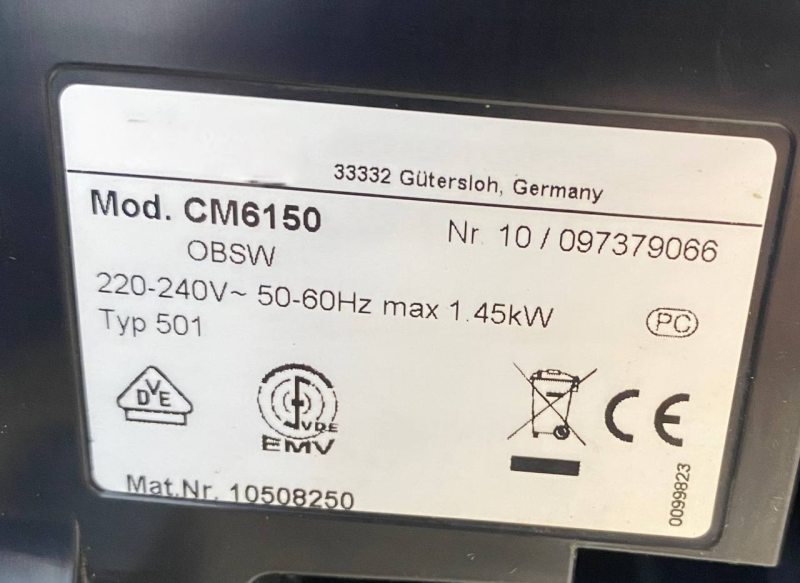 33332 Gütersloh, Germany
Mod. CM6150
Nr. 10 / 097379066
OBSW
220-240V~ 50-60Hz max 1.45kW
PC
Typ 501
DVE
VDE
EMV
CE
Mat.Nr. 10508250
0099823